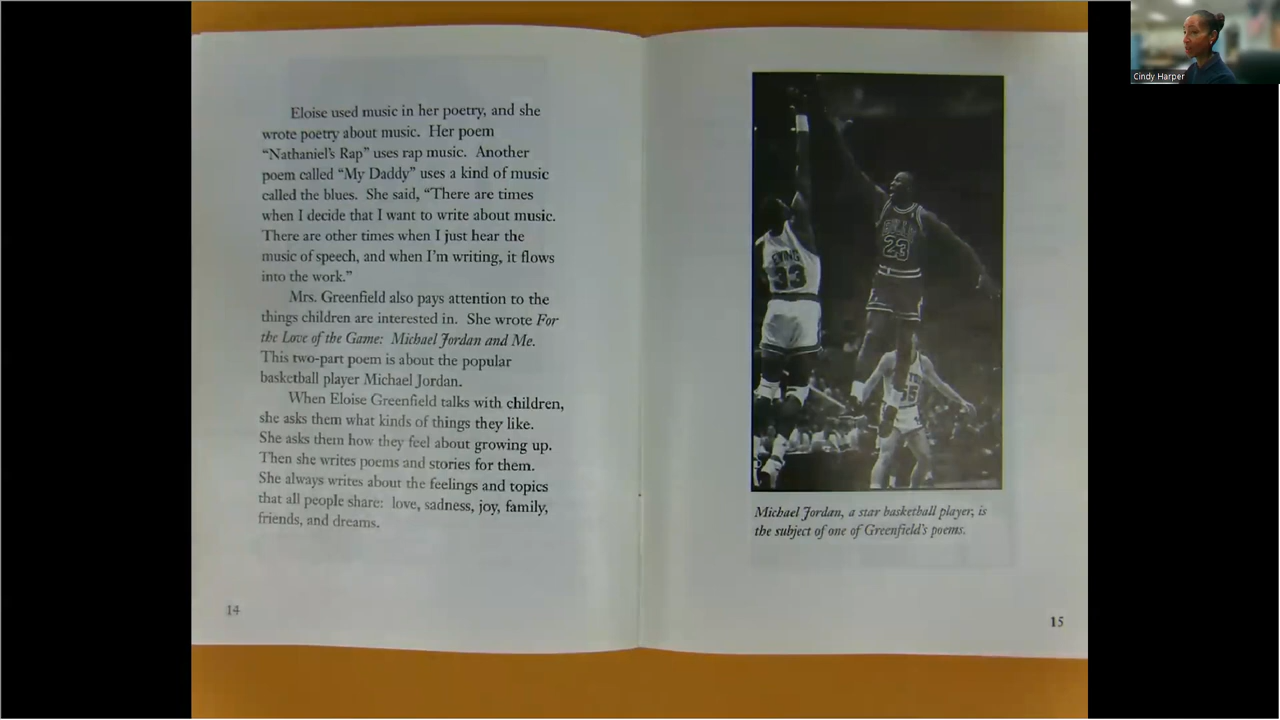 Eloise used music in her poetry, and she
wrote poetry about music. Her poem
“Nathaniel’s Rap” uses rap music. Another
poem called “My Daddy” uses a kind of music
called the blues. She said, “There are times
when I decide that I want to write about music.
There are other times when I just hear the
music of speech, and when I’m writing, it flows
into the work.”
Mrs. Greenfield also pays attention to the
things children are interested in. She wrote For
the Love of the Game: Michael Jordan and Me.
This two-part poem is about the popular
basketball player Michael Jordan.
When Eloise Greenfield talks with children,
she asks them what kinds of things they like.
She asks them how they feel about growing up.
Then she writes poems and stories for them.
She always writes about the feelings and topics
that all people share: love, sadness, joy, family,
friends, and dreams.
14
EWING
33
BULLS
23
Michael Jordan, a star basketball player, is
the subject of one of Greenfield’s poems.
15
Cindy Harper